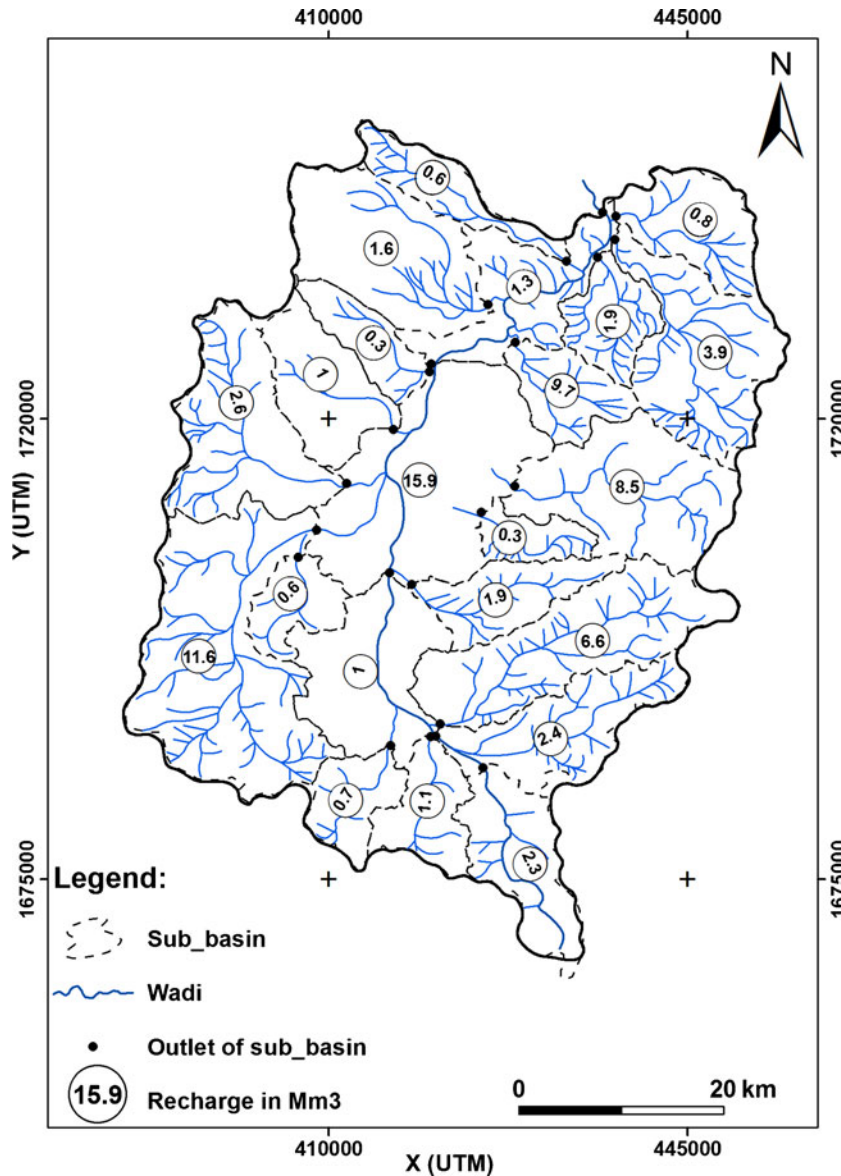 410000 445000
N
0.6
0.8
1.6
1.3
1.9
0.3
3.9
1
9.7
2.6
1720000 1720000
15.9
8.5
0.3
Y (UTM)
0.6
1.9
6.6
11.6
1
2.4
0.7
1.1
2.3
1675000 1675000
Legend:
Sub_basin
Wadi
Outlet of sub_basin
15.9 Recharge in Mm3
0 20 km
410000 445000
X (UTM)